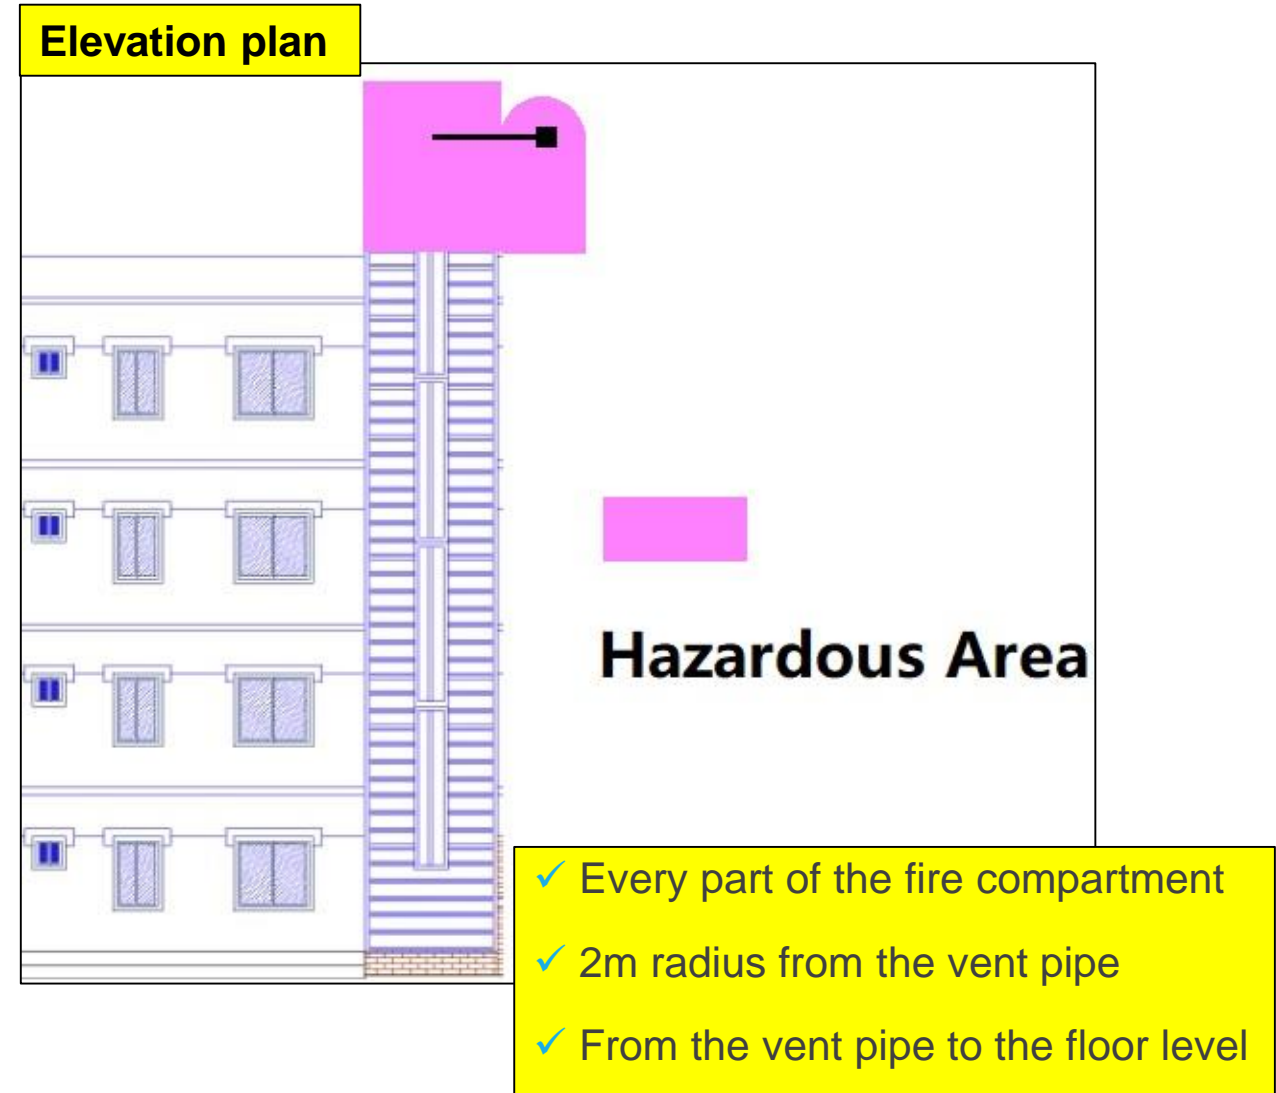 Elevation plan
Hazardous Area
✓ Every part of the fire compartment
✓ 2m radius from the vent pipe
✓ From the vent pipe to the floor level